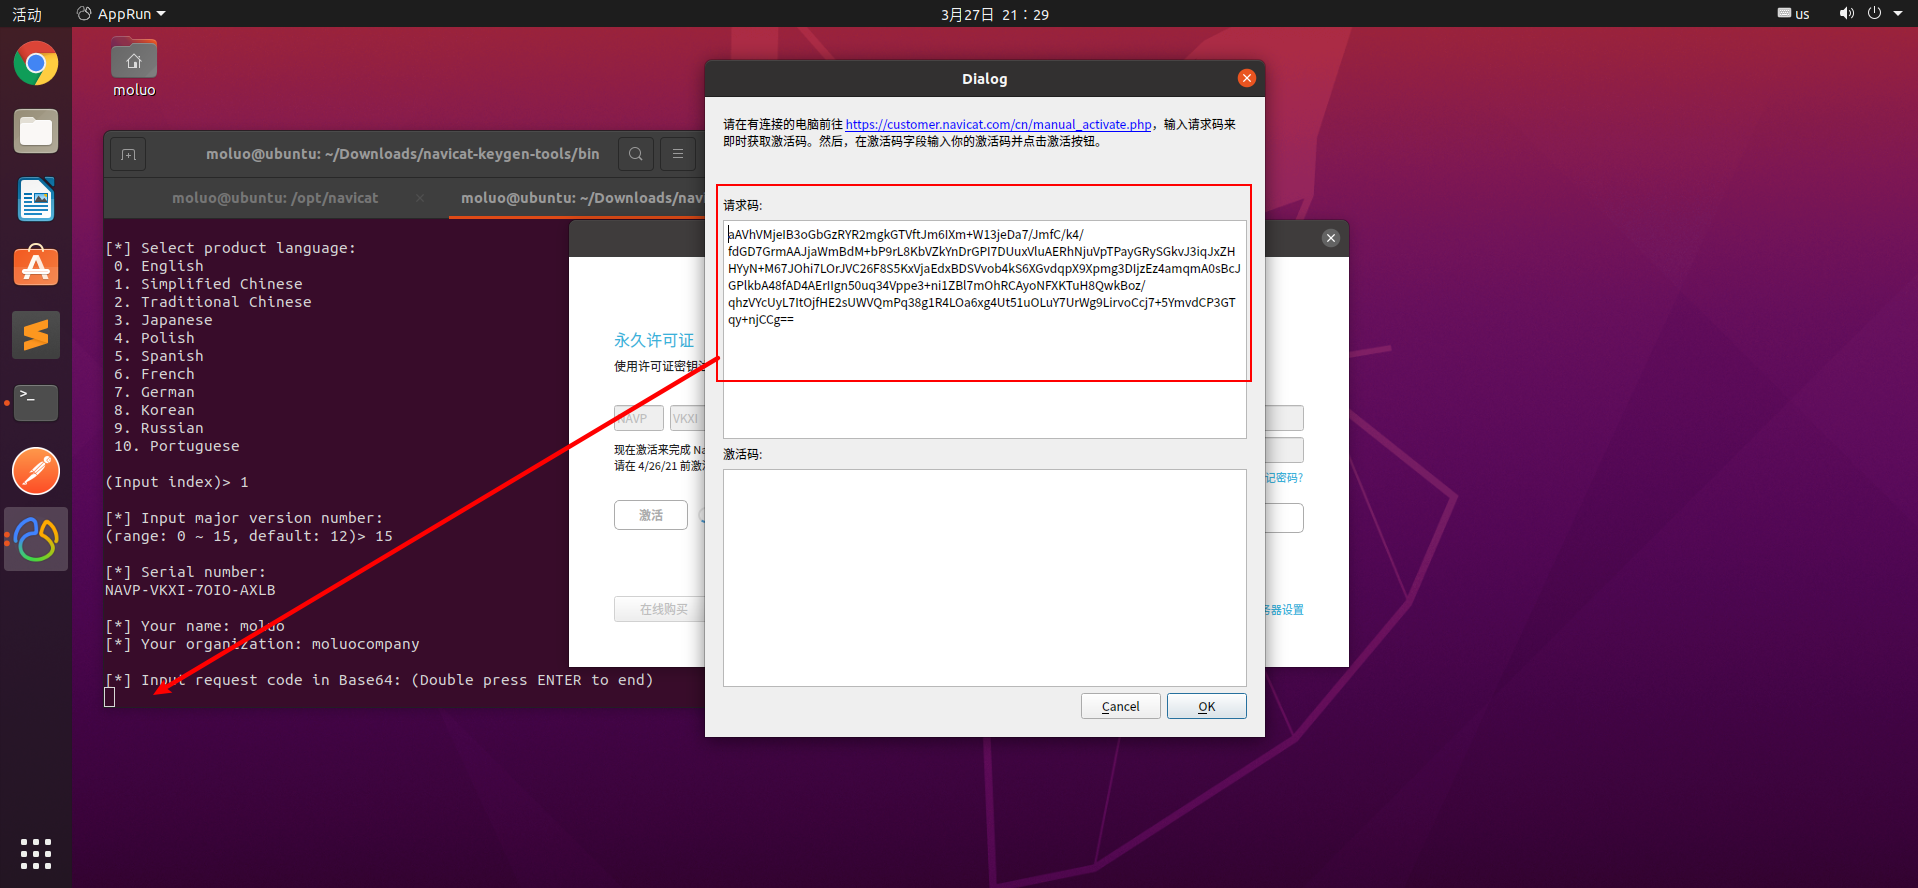 活动
AppRun
3月27日 21：29
us
moluo
moluo@ubuntu: ~/Downloads/navicat-keygen-tools/bin
moluo@ubuntu: /opt/navicat
moluo@ubuntu: ~/Downloads/navi
[*] Select product language:
0. English
1. Simplified Chinese
2. Traditional Chinese
3. Japanese
4. Polish
5. Spanish
6. French
7. German
8. Korean
9. Russian
10. Portuguese
(Input index)> 1
[*] Input major version number:
(range: 0 ~ 15, default: 12)> 15
[*] Serial number:
NAVP-VKXI-7OIO-AXLB
[*] Your name: moluo
[*] Your organization: moluocompany
[*] Input request code in Base64: (Double press ENTER to end)
永久许可证
使用许可证密钥
NAVP
VKXI
现在激活来完成 Na
请在 4/26/21 前激
激活
在线购买
记密码?
务器设置
Dialog
请在有连接的电脑前往 https://customer.navicat.com/cn/manual_activate.php，输入请求码来
即时获取激活码。然后，在激活码字段输入你的激活码并点击激活按钮。
请求码:
aAVhVMjeIB3oGbGzRYR2mgkGTVftJm6IXm+W13jeDa7/JmfC/k4/
fdGD7GrmAAJjaWmBdM+bP9rL8KbVZkYnDrGPI7DUuxVluAERhNjuVpTPayGRySGkvJ3iqJxZH
HYyN+M67JOhi7LOrJVC26F8S5KxVjaEdxBDSVvob4kS6XGvdqpX9Xpmg3DIjzEz4amqmA0sBcJ
GPlkbA48fAD4AErIIgn50uq34Vppe3+ni1ZBl7mOhRCAyoNFXKTuH8QwkBoz/
qhzVYcUyL7ItOjfHE2sUWVQmPq38g1R4LOa6xg4Ut51uOLuY7UrWg9LirvoCcj7+5YmvdCP3GT
qy+njCCg==
激活码:
Cancel
OK